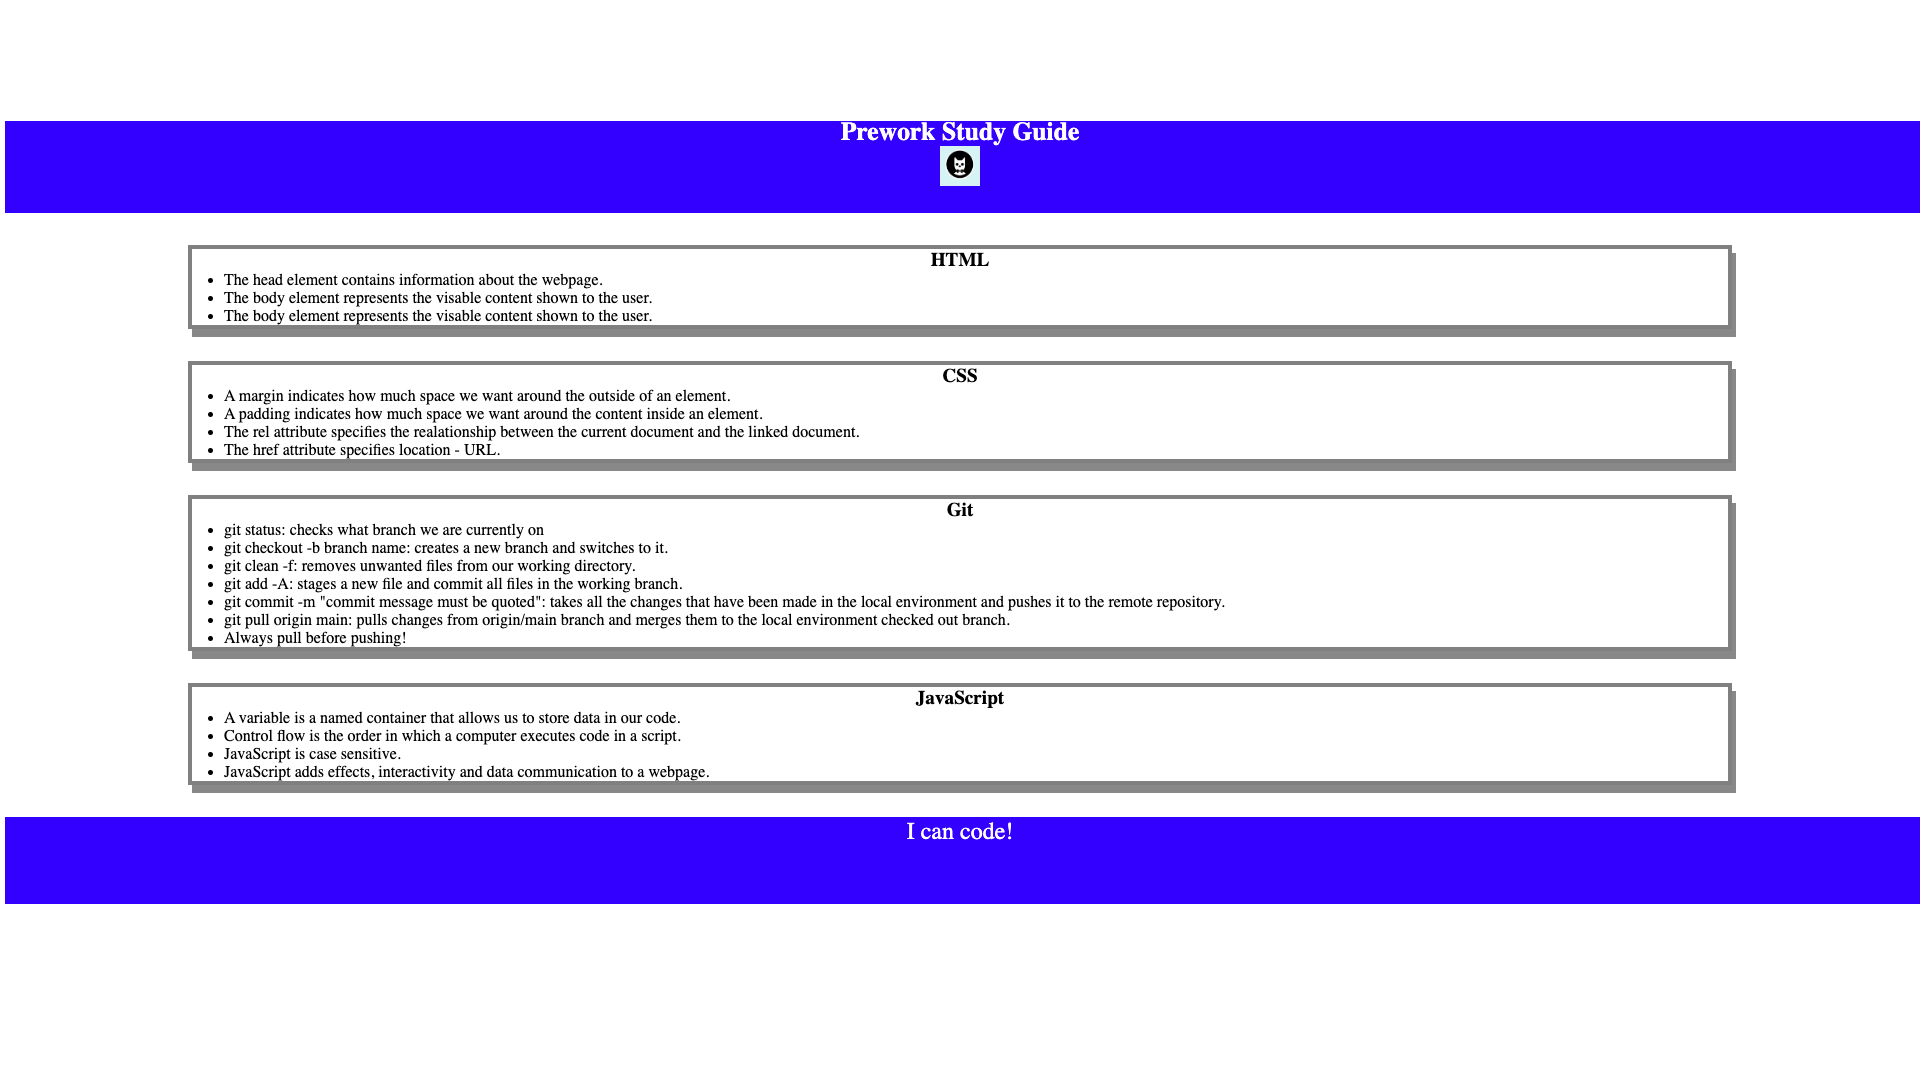 Prework Study Guide
HTML
The head element contains information about the webpage.
The body element represents the visable content shown to the user.
The body element represents the visable content shown to the user.
CSS
A margin indicates how much space we want around the outside of an element.
A padding indicates how much space we want around the content inside an element.
The rel attribute specifies the realationship between the current document and the linked document.
The href attribute specifies location - URL.
Git
git status: checks what branch we are currently on
git checkout -b branch name: creates a new branch and switches to it.
git clean -f: removes unwanted files from our working directory.
git add -A: stages a new file and commit all files in the working branch.
git commit -m "commit message must be quoted": takes all the changes that have been made in the local environment and pushes it to the remote repository.
git pull origin main: pulls changes from origin/main branch and merges them to the local environment checked out branch.
Always pull before pushing!
JavaScript
A variable is a named container that allows us to store data in our code.
Control flow is the order in which a computer executes code in a script.
JavaScript is case sensitive.
JavaScript adds effects, interactivity and data communication to a webpage.
I can code!